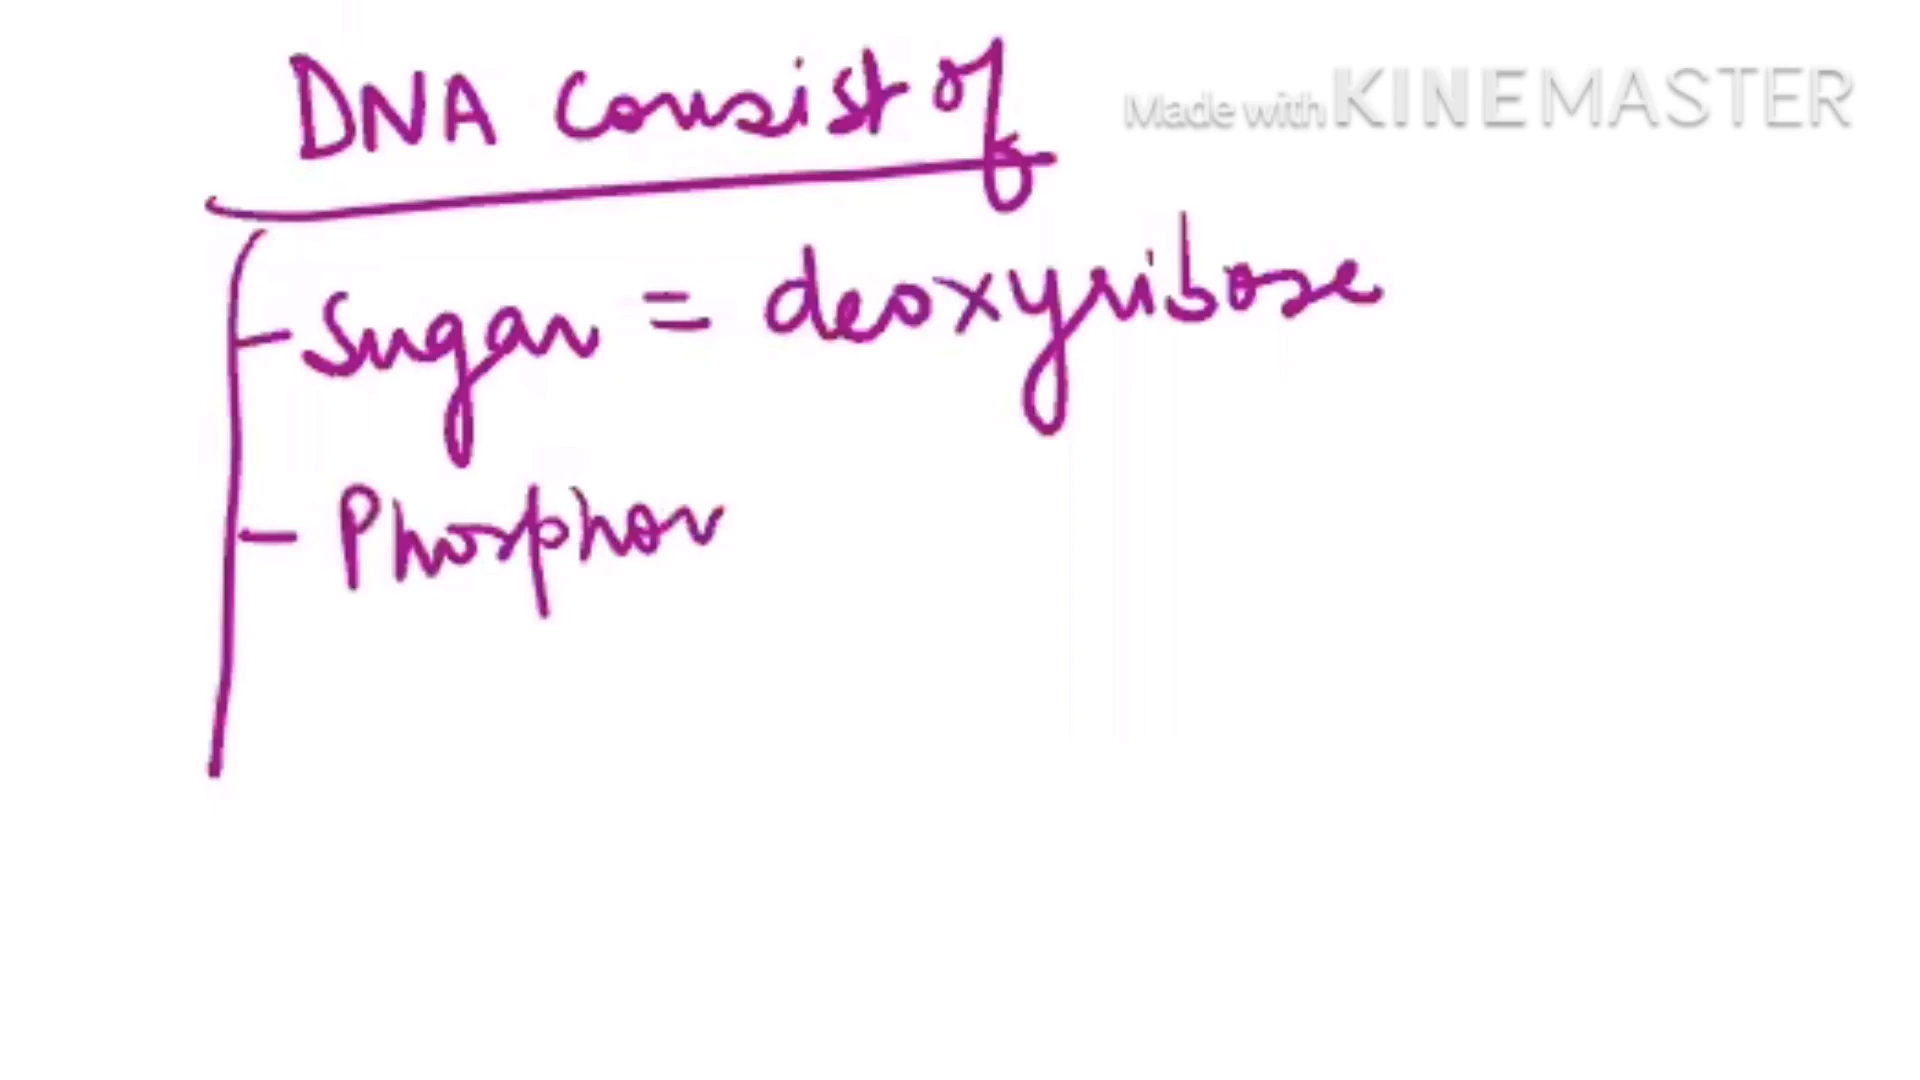 DNA Consist of
Made with KINEMASTER
- Sugar = deoxyribose
- Phosphor